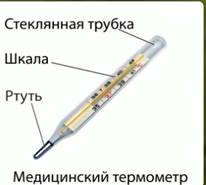 Стеклянная трубка
Шкала
Ртуть
Медицинский термометр